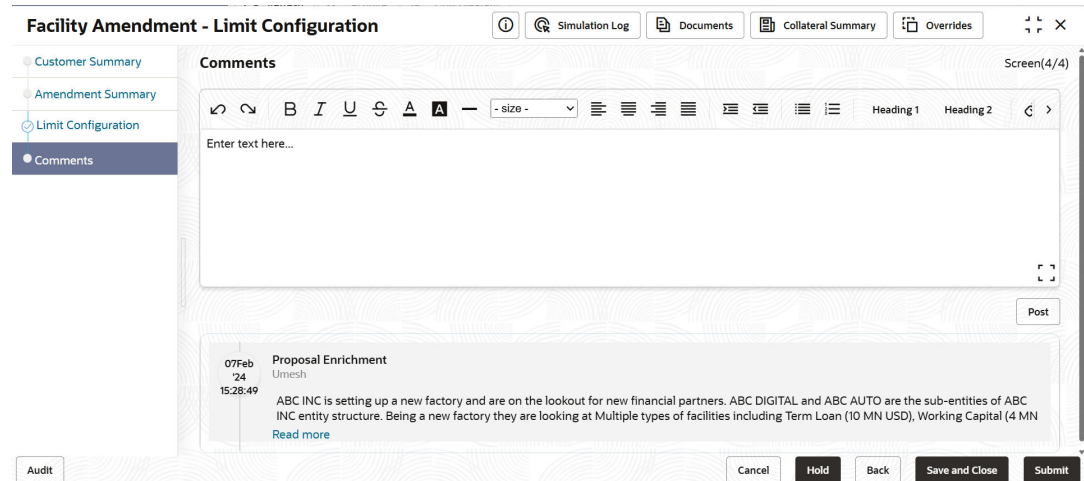 Facility Amendment - Limit Configuration
Simulation Log
Documents
Collateral Summary
Overrides
Customer Summary
Amendment Summary
Limit Configuration
Comments
Comments
Screen(4/4)
B I U S A A - size - Heading 1 Heading 2
Enter text here...
Post
07Feb
'24
15:28:49
Proposal Enrichment
Umesh
ABC INC is setting up a new factory and are on the lookout for new financial partners. ABC DIGITAL and ABC AUTO are the sub-entities of ABC
INC entity structure. Being a new factory they are looking at Multiple types of facilities including Term Loan (10 MN USD), Working Capital (4 MN
Read more
Audit
Cancel
Hold
Back
Save and Close
Submit